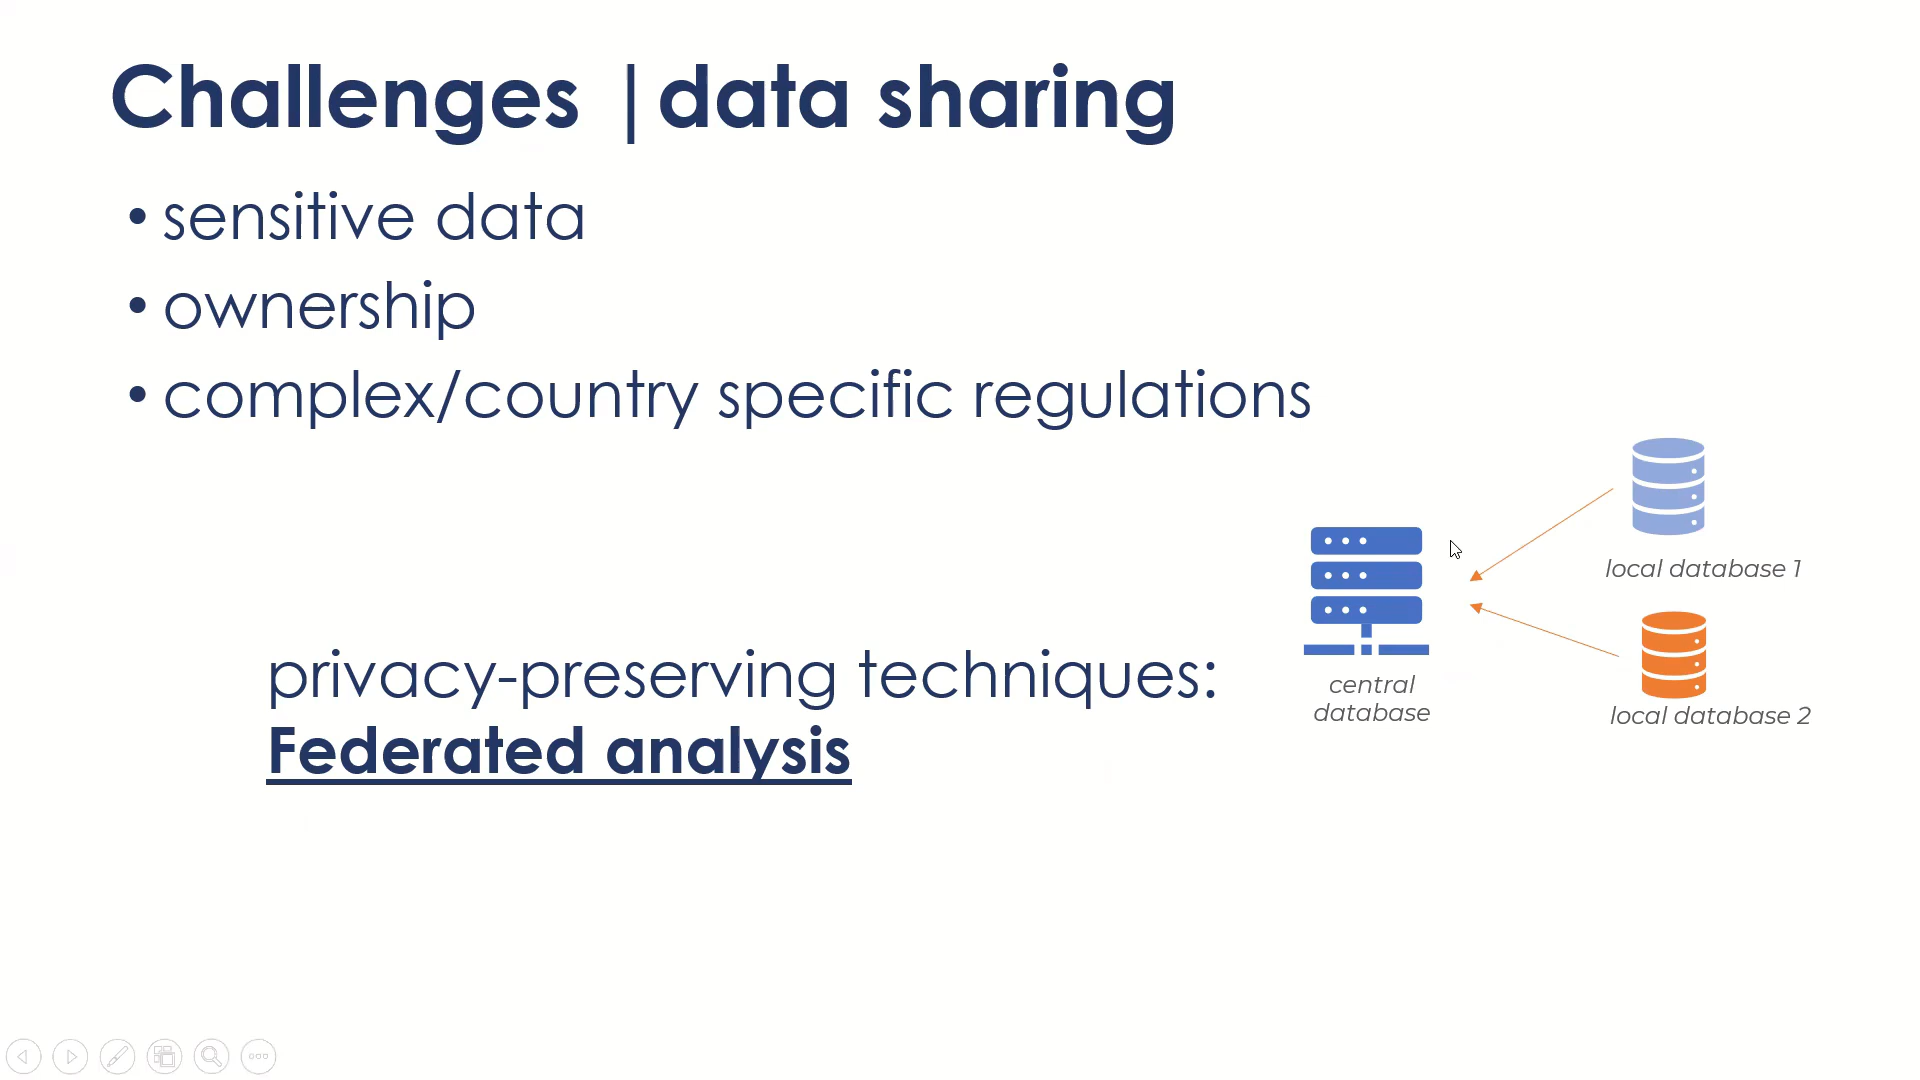 Challenges |data sharing
• sensitive data
• ownership
• complex/country specific regulations
local database 1
central
database
local database 2
privacy-preserving techniques:
Federated analysis